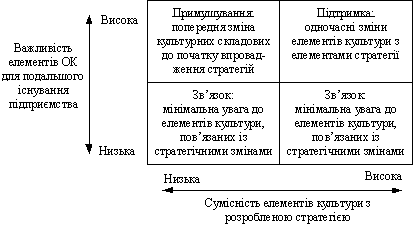 Важливість
елементів ОК
для подальшого
існування
підприємства
Висока
Низька
Примушування:
попередня зміна
культурних складових
до початку впровад-
ження стратегій
Підтримка:
одночасні зміни
елементів культури з
елементами стратегії
Зв’язок:
мінімальна увага до
елементів культури,
пов’язаних із
стратегічними змінами
Зв’язок:
мінімальна увага до
елементів культури,
пов’язаних із
стратегічними змінами
Низька
Висока
Сумісність елементів культури з
розробленою стратегією